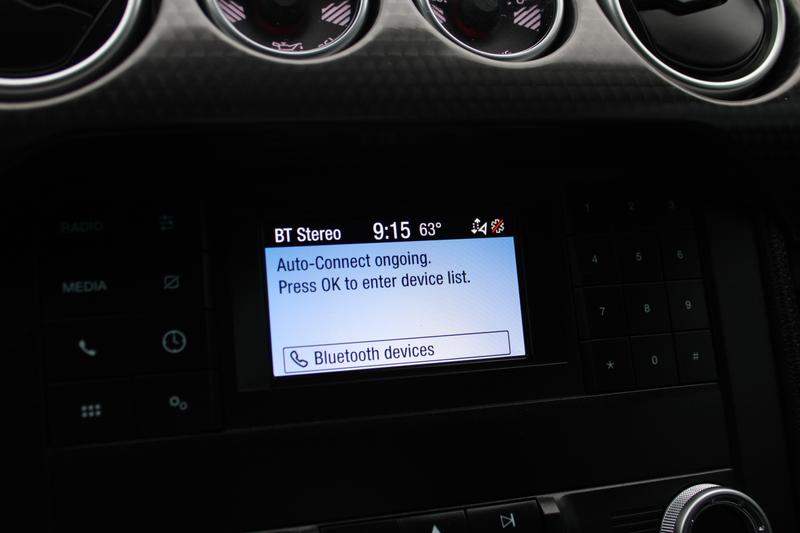 BT Stereo 9:15 63°
Auto-Connect ongoing.
Press OK to enter device list.
Bluetooth devices
RADIO
MEDIA
1 2 3
4 5 6
7 8 9
* 0 #